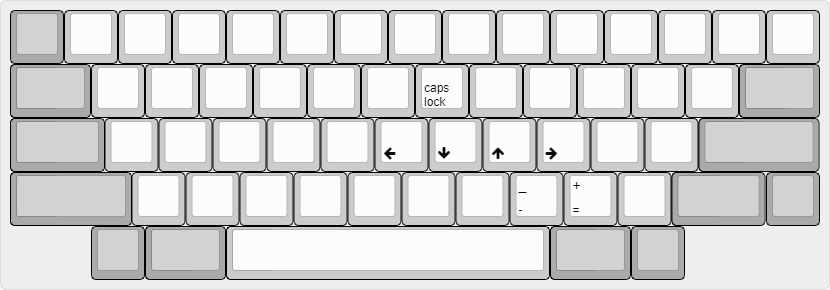 caps
lock
← ↓ ↑ →
_ +
- =